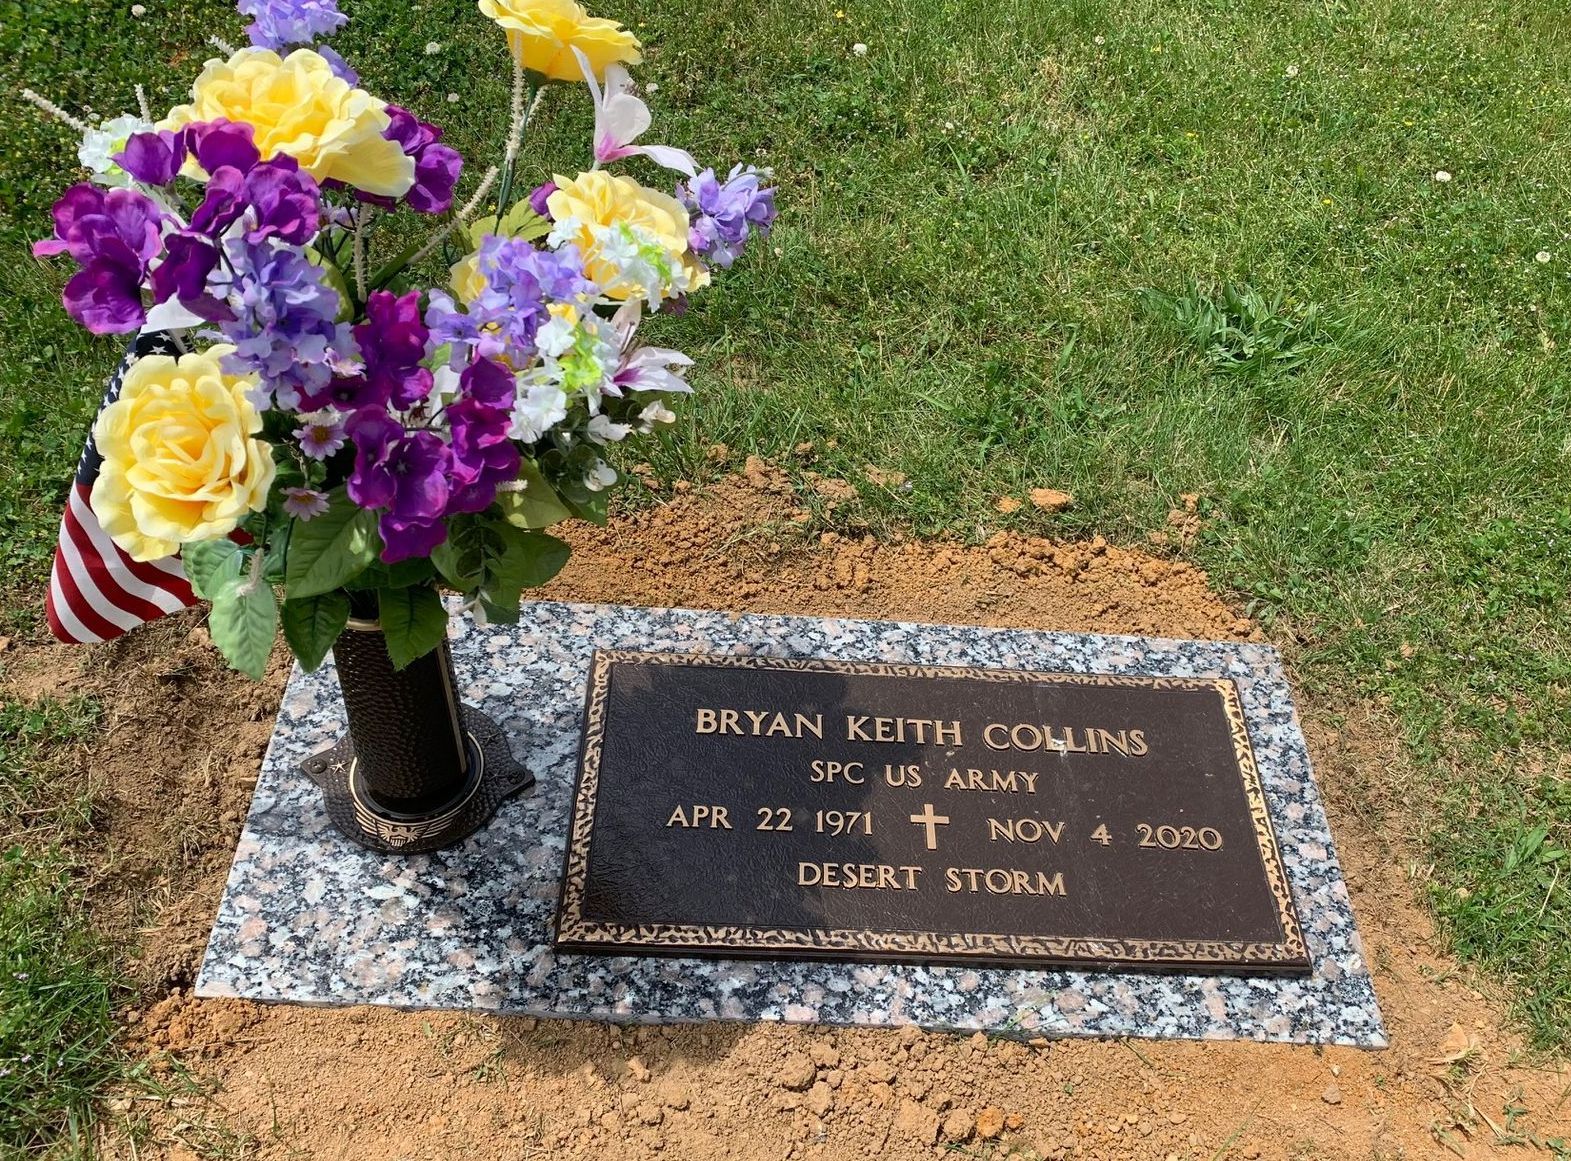 BRYAN KEITH COLLINS
SPC US ARMY
APR 22 1971 NOV 4 2020
DESERT STORM